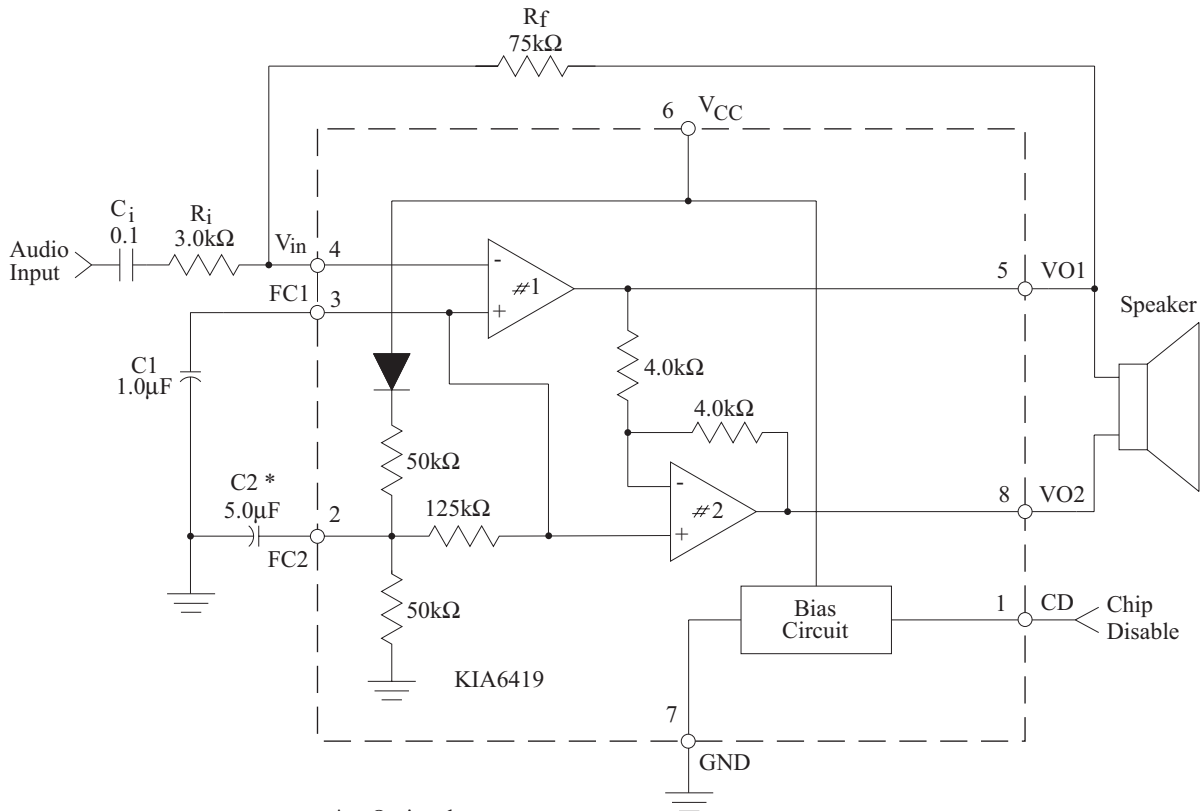 Rf
75kΩ
6
VCC
Ci
0.1
Ri
3.0kΩ
Audio
Input
Vin
4
-
#1
+
5
VO1
FC1
3
Speaker
C1
1.0µF
4.0kΩ
4.0kΩ
50kΩ
C2 *
5.0µF
2
FC2
125kΩ
-
#2
+
8
VO2
50kΩ
Bias
Circuit
1
CD
Chip
Disable
KIA6419
7
GND